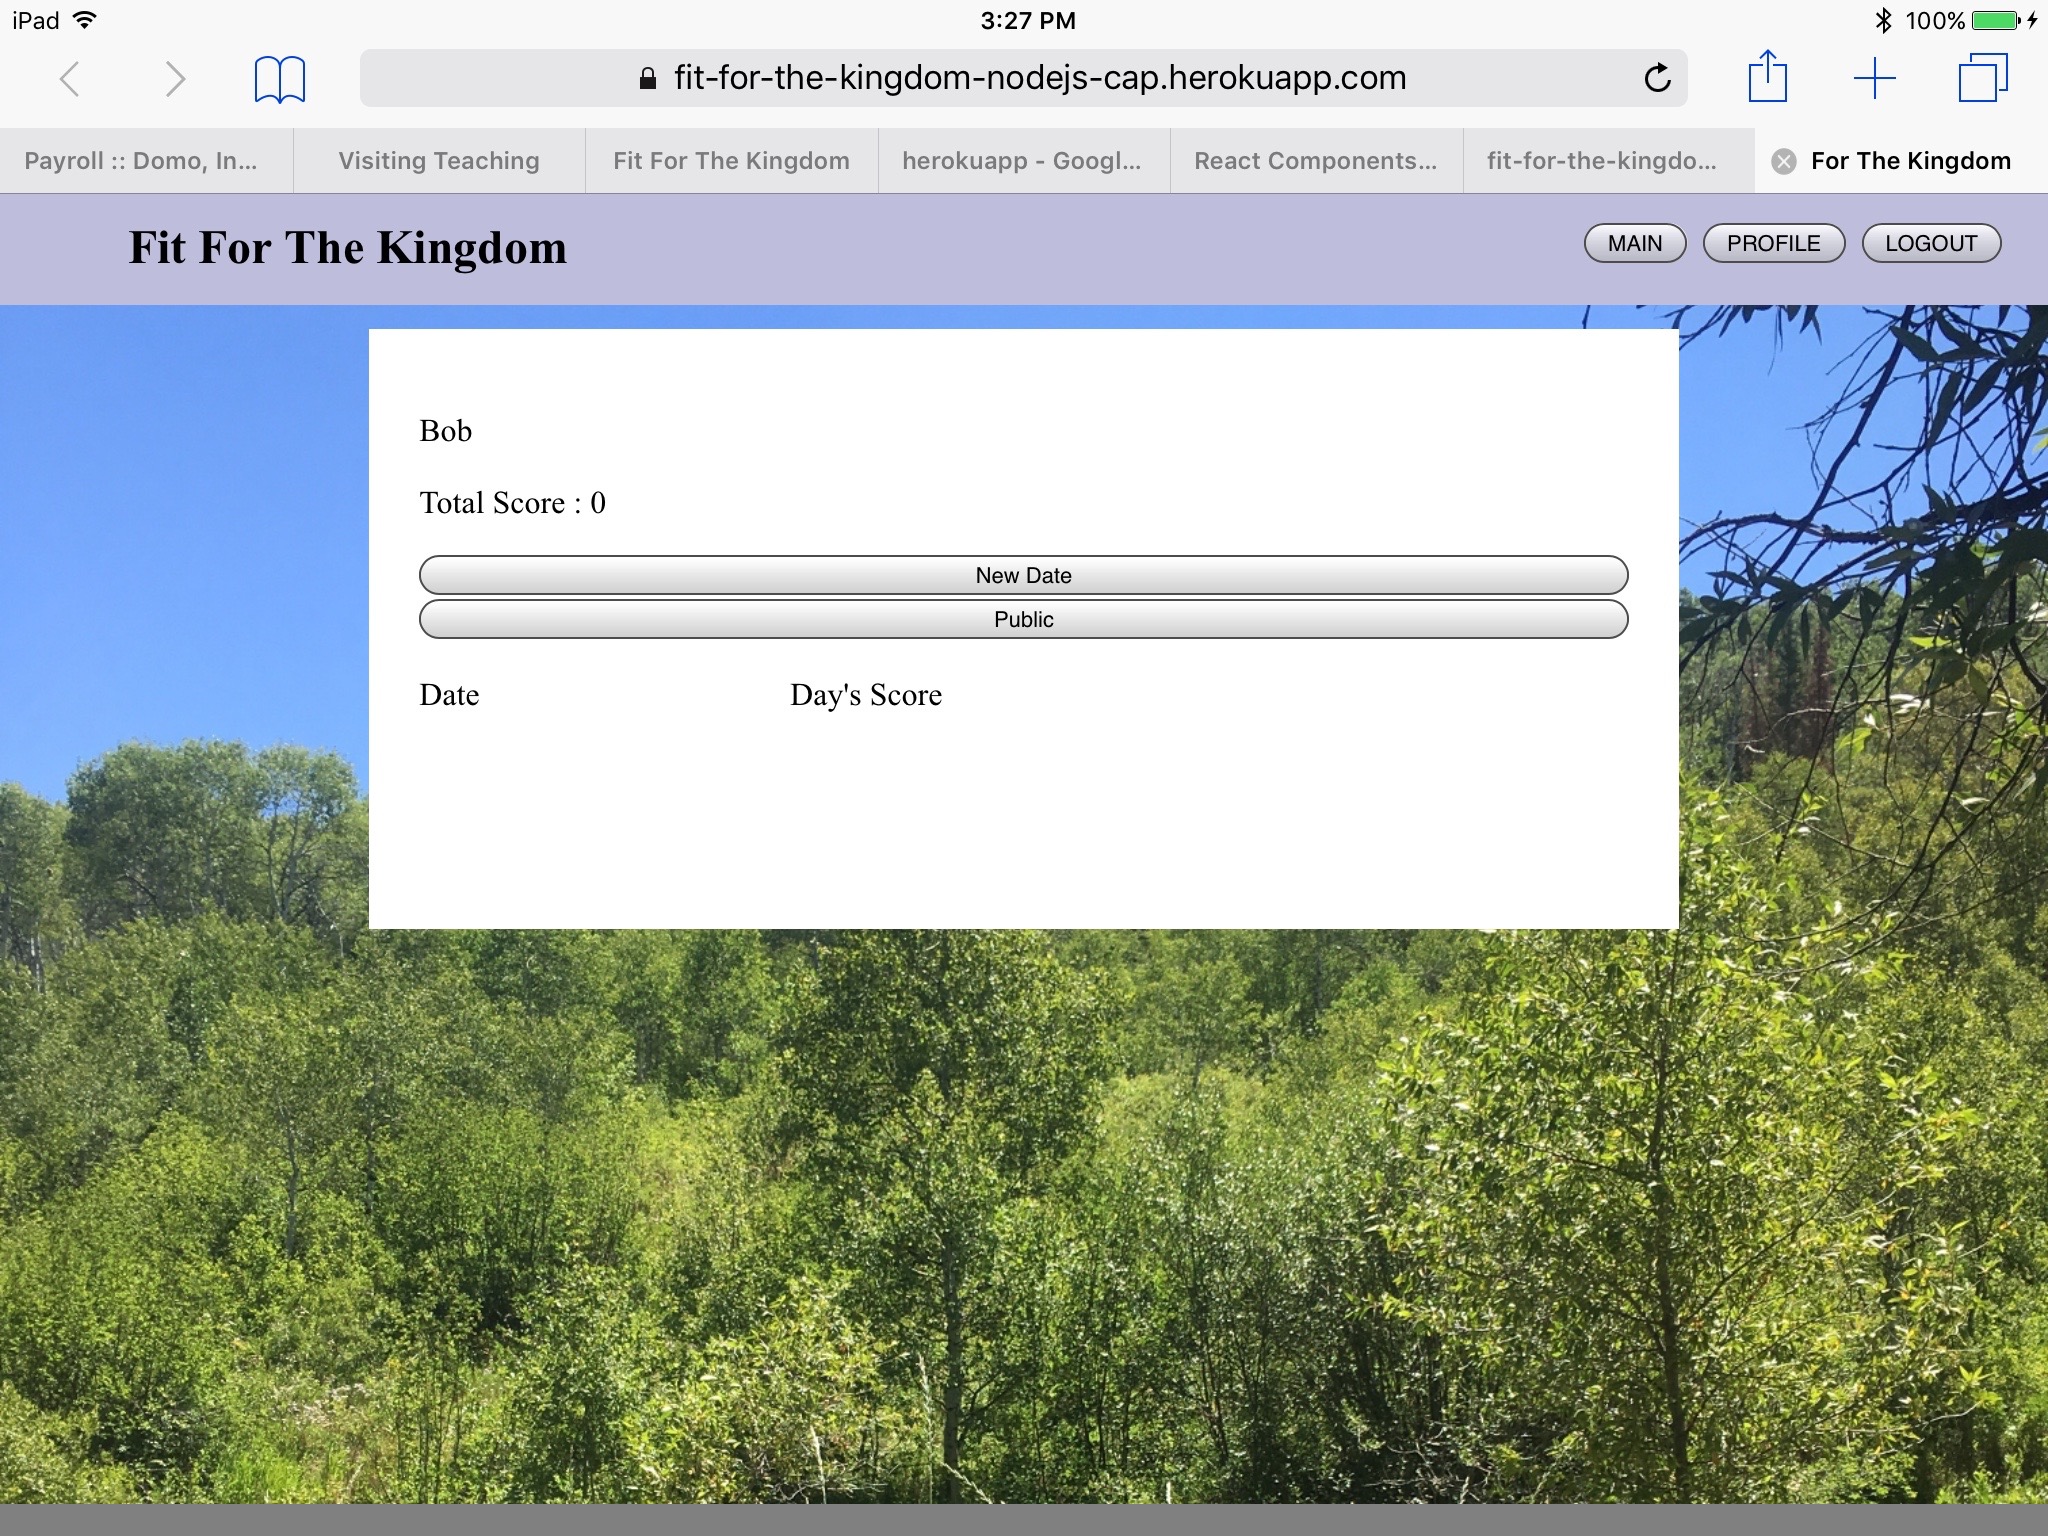 iPad 3:27 PM 100%
fit-for-the-kingdom-nodejs-cap.herokuapp.com
Payroll :: Domo, In... Visiting Teaching Fit For The Kingdom herokuapp - Googl... React Components... fit-for-the-kingdo... For The Kingdom
Fit For The Kingdom MAIN PROFILE LOGOUT
Bob
Total Score : 0
New Date
Public
Date Day's Score